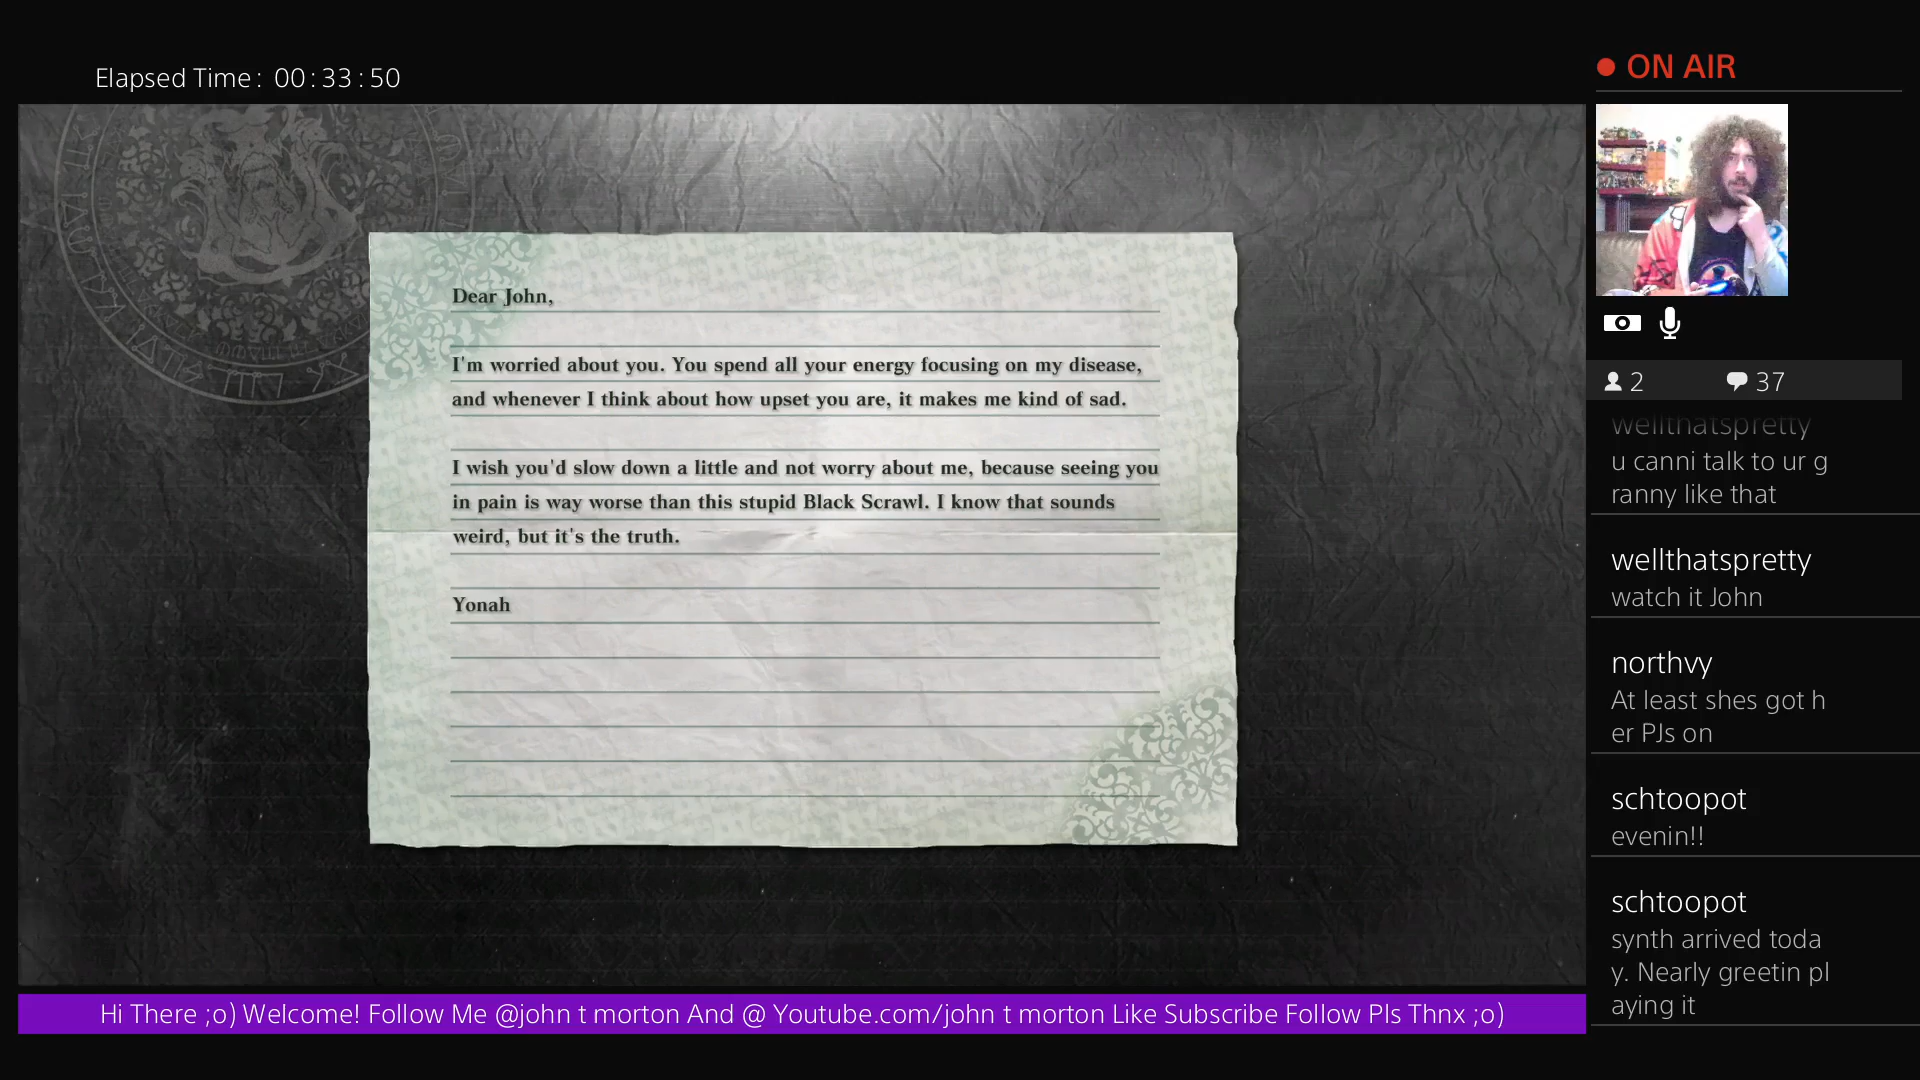 Elapsed Time: 00:33:50
ON AIR
Dear John,
I'm worried about you. You spend all your energy focusing on my disease,
and whenever I think about how upset you are, it makes me kind of sad.
I wish you'd slow down a little and not worry about me, because seeing you
in pain is way worse than this stupid Black Scrawl. I know that sounds
weird, but it's the truth.
Yonah
2 37
wellthatspretty
u canni talk to ur g
ranny like that
wellthatspretty
watch it John
northvy
At least shes got h
er PJs on
schtoopot
evenin!!
schtoopot
synth arrived toda
y. Nearly greetin pl
aying it
Hi There ;o) Welcome! Follow Me @john t morton And @ Youtube.com/john t morton Like Subscribe Follow Pls Thnx ;o)